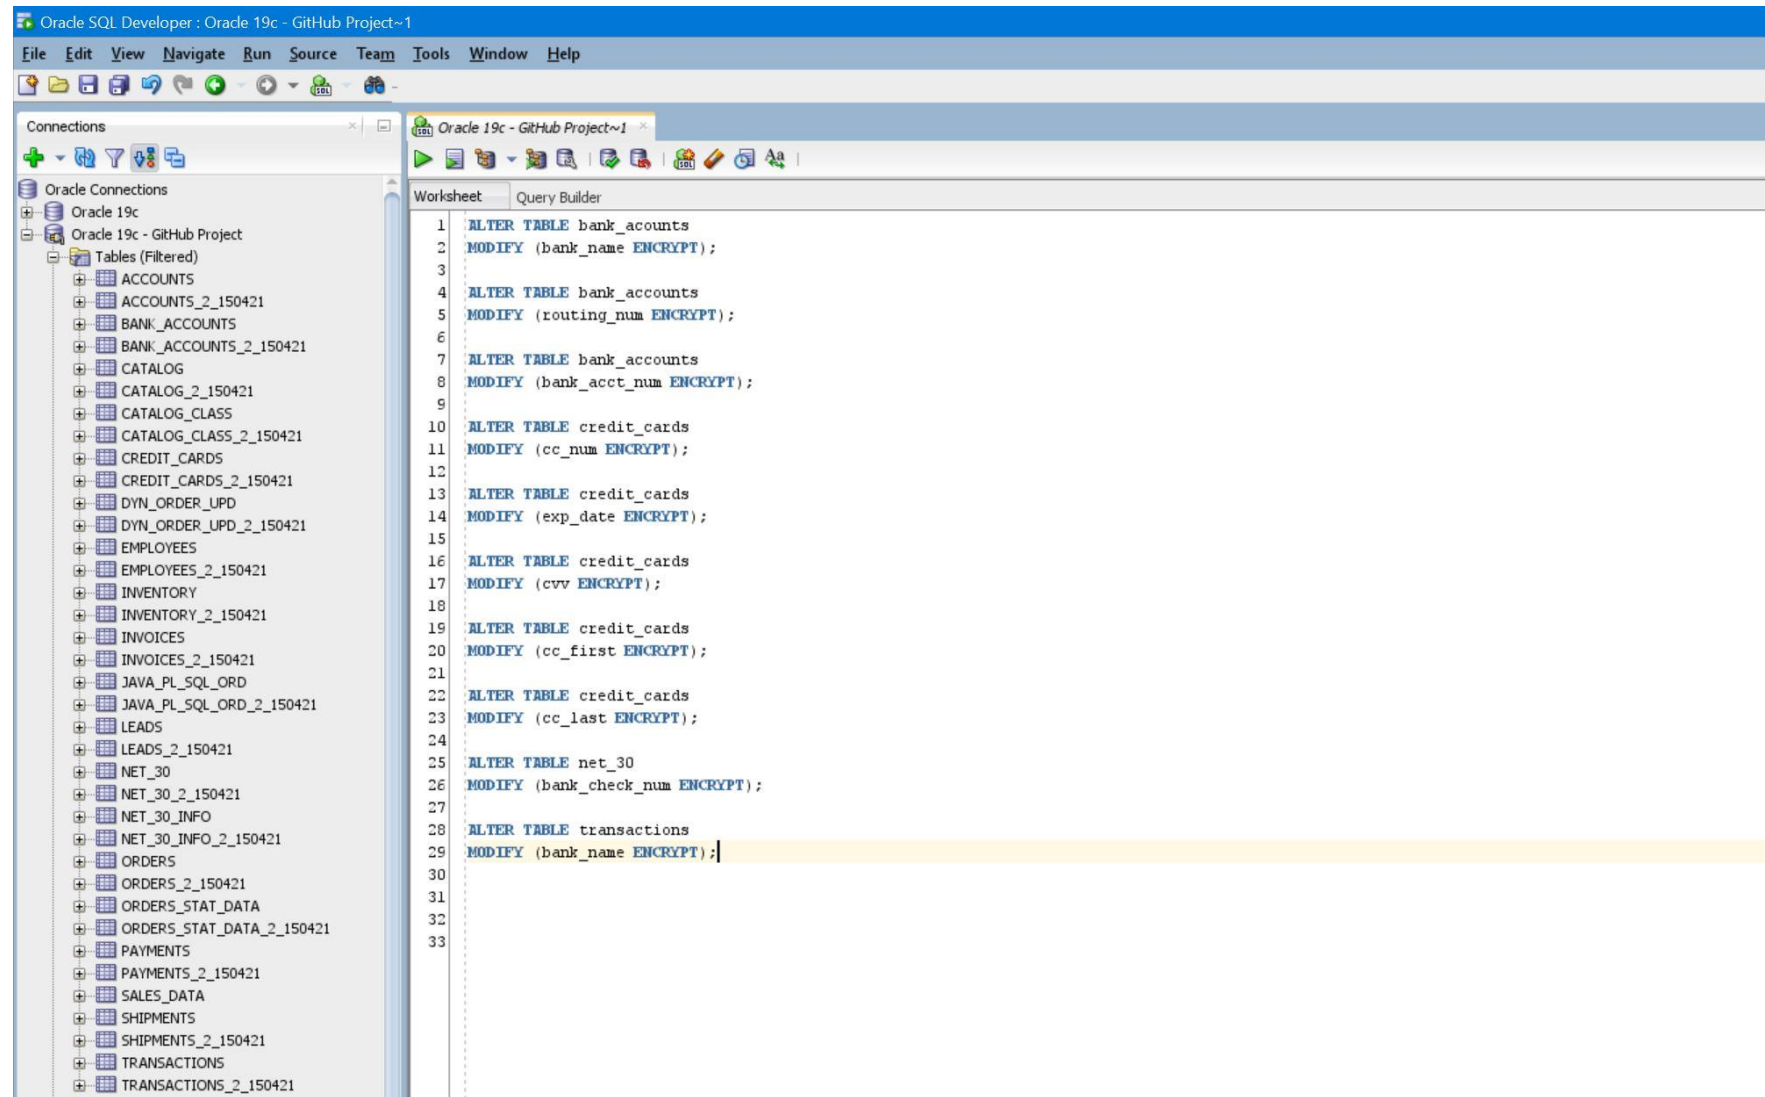 Oracle SQL Developer : Oracle 19c - GitHub Project~1
File Edit View Navigate Run Source Team Tools Window Help
Connections
Oracle Connections
Oracle 19c
Oracle 19c - GitHub Project
Tables (Filtered)
ACCOUNTS
ACCOUNTS_2_150421
BANK_ACCOUNTS
BANK_ACCOUNTS_2_150421
CATALOG
CATALOG_2_150421
CATALOG_CLASS
CATALOG_CLASS_2_150421
CREDIT_CARDS
CREDIT_CARDS_2_150421
DYN_ORDER_UPD
DYN_ORDER_UPD_2_150421
EMPLOYEES
EMPLOYEES_2_150421
INVENTORY
INVENTORY_2_150421
INVOICES
INVOICES_2_150421
JAVA_PL_SQL_ORD
JAVA_PL_SQL_ORD_2_150421
LEADS
LEADS_2_150421
NET_30
NET_30_2_150421
NET_30_INFO
NET_30_INFO_2_150421
ORDERS
ORDERS_2_150421
ORDERS_STAT_DATA
ORDERS_STAT_DATA_2_150421
PAYMENTS
PAYMENTS_2_150421
SALES_DATA
SHIPMENTS
SHIPMENTS_2_150421
TRANSACTIONS
TRANSACTIONS_2_150421
Oracle 19c - GitHub Project~1
Worksheet Query Builder
1 ALTER TABLE bank_acounts
2 MODIFY (bank_name ENCRYPT);
3
4 ALTER TABLE bank_accounts
5 MODIFY (routing_num ENCRYPT);
6
7 ALTER TABLE bank_accounts
8 MODIFY (bank_acct_num ENCRYPT);
9
10 ALTER TABLE credit_cards
11 MODIFY (cc_num ENCRYPT);
12
13 ALTER TABLE credit_cards
14 MODIFY (exp_date ENCRYPT);
15
16 ALTER TABLE credit_cards
17 MODIFY (cvv ENCRYPT);
18
19 ALTER TABLE credit_cards
20 MODIFY (cc_first ENCRYPT);
21
22 ALTER TABLE credit_cards
23 MODIFY (cc_last ENCRYPT);
24
25 ALTER TABLE net_30
26 MODIFY (bank_check_num ENCRYPT);
27
28 ALTER TABLE transactions
29 MODIFY (bank_name ENCRYPT);
30
31
32
33